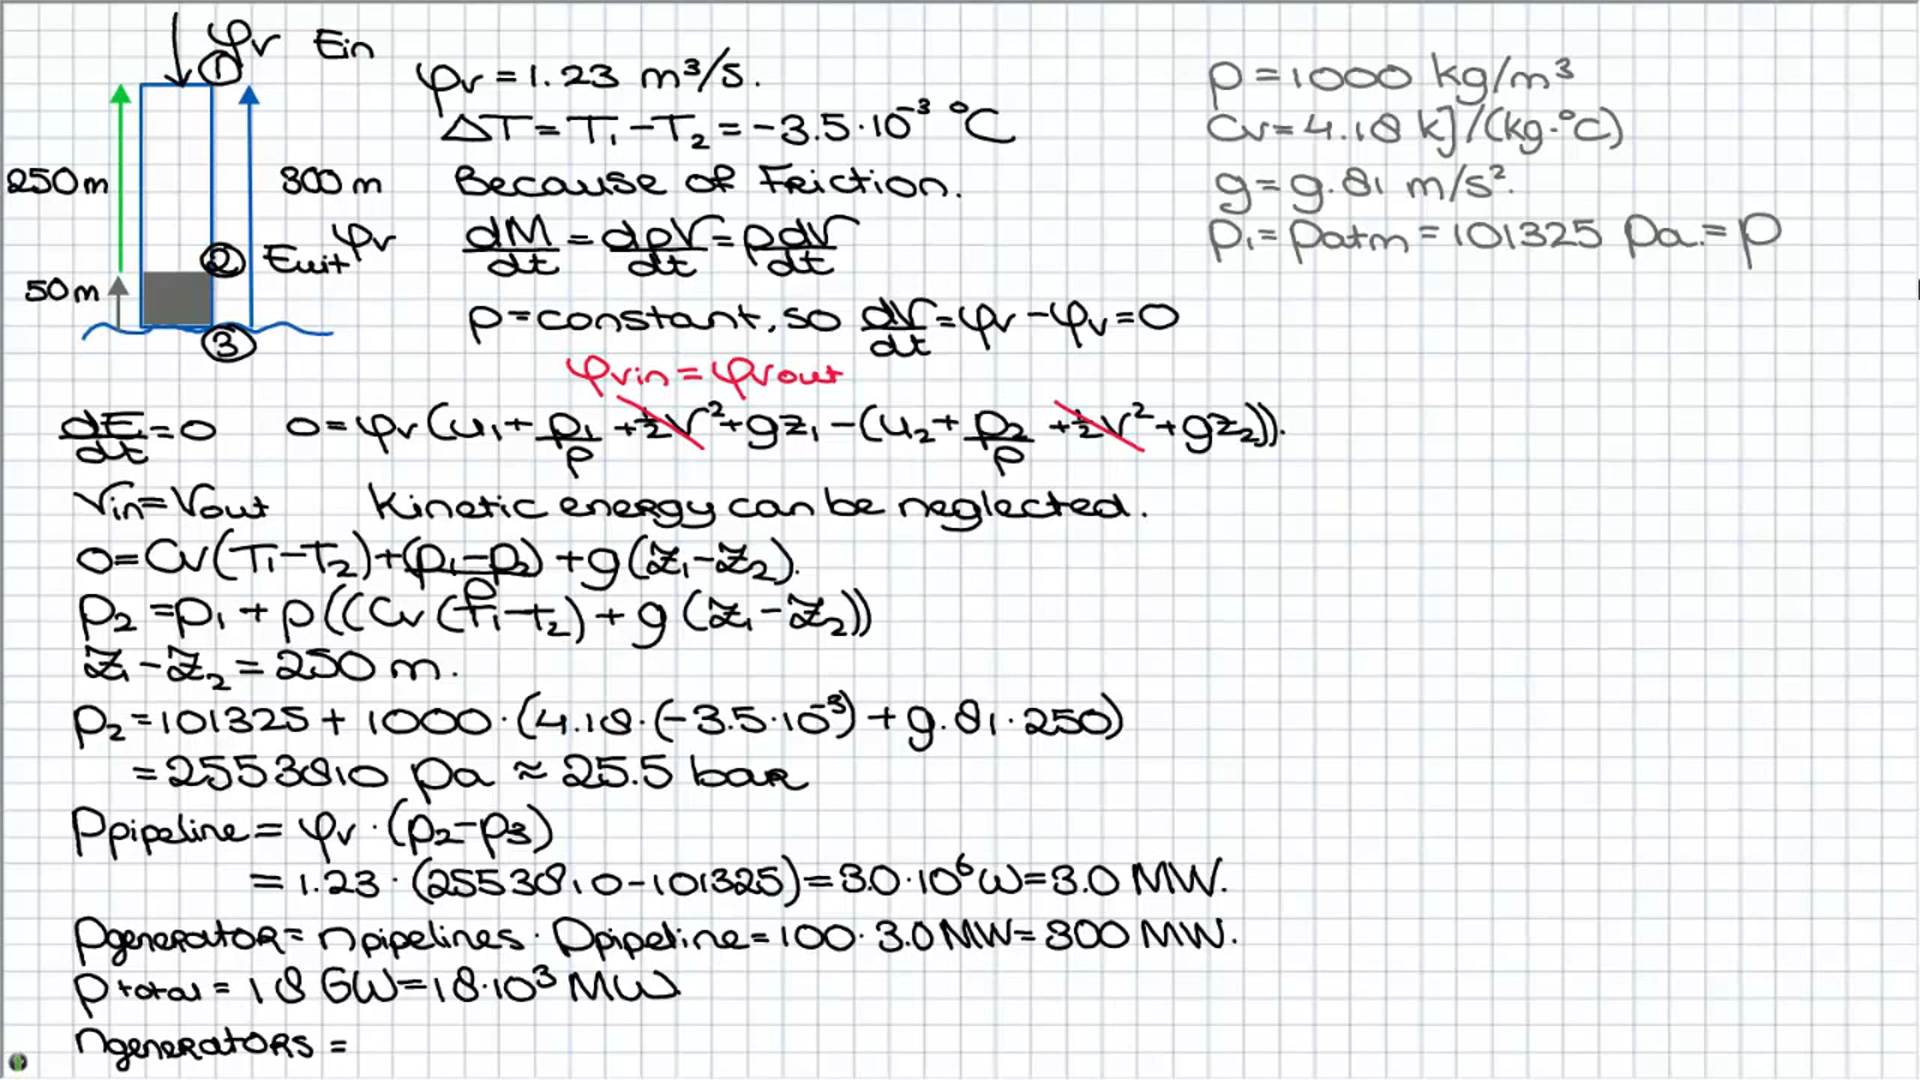 φv Ein
①
250m
300m
② Euit φv
50m
③
φv = 1.23 m³/s.
ΔT = T₁ - T₂ = -3.5·10⁻³ °C
Because of Friction.
dM/dt = dρV/dt = ρdV/dt
ρ = constant, so dV/dt = φv - φv = 0
φvin = φvout
ρ = 1000 kg/m³
Cv = 4.18 kJ/(kg·°C)
g = 9.81 m/s².
p₁ = patm = 101325 Pa. = p
dE/dt = 0 0 = φv(u₁ + p₁/ρ + ½v² + gz₁ - (u₂ + p₂/ρ + ½v² + gz₂)).
Vin = Vout Kinetic energy can be neglected.
0 = Cv(T₁-T₂) + (p₁-p₂)/ρ + g(z₁-z₂).
p₂ = p₁ + ρ((Cv(T₁-T₂) + g(z₁-z₂))
z₁ - z₂ = 250 m.
p₂ = 101325 + 1000·(4.18·(-3.5·10⁻³) + 9.81·250)
= 2553810 Pa ≈ 25.5 bar
Ppipeline = φv·(p₂-p₃)
= 1.23·(2553810-101325) = 3.0·10⁶ W = 3.0 MW.
Pgenerator = npipelines·Ppipeline = 100·3.0 MW = 300 MW.
Ptotal = 18 GW = 18·10³ MW
ngenerators =